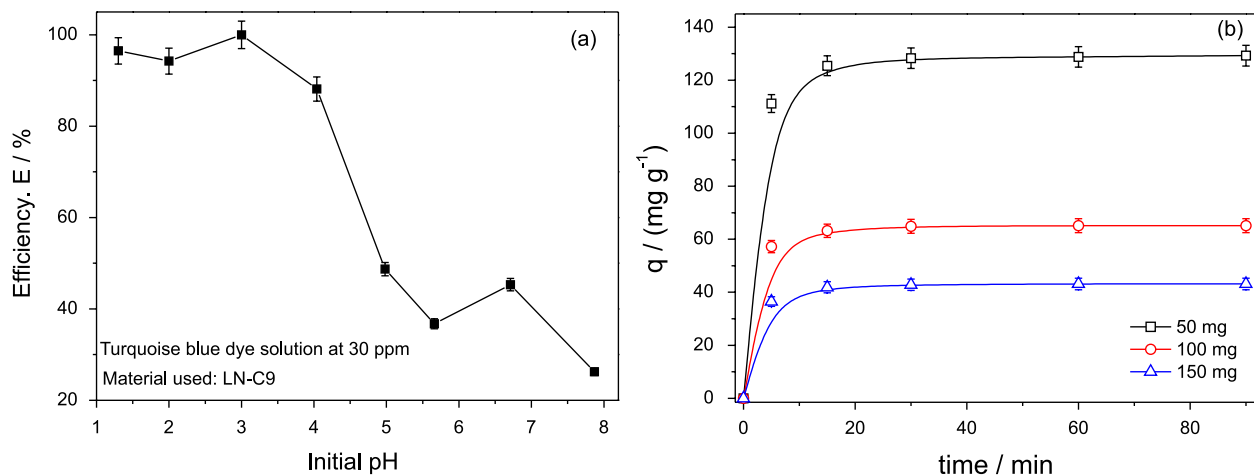 (a)
Efficiency. E / %
100
80
60
40
20
Turquoise blue dye solution at 30 ppm
Material used: LN-C9
1 2 3 4 5 6 7 8
Initial pH
(b)
q / (mg g⁻¹)
140
120
100
80
60
40
20
0
50 mg
100 mg
150 mg
0 20 40 60 80
time / min